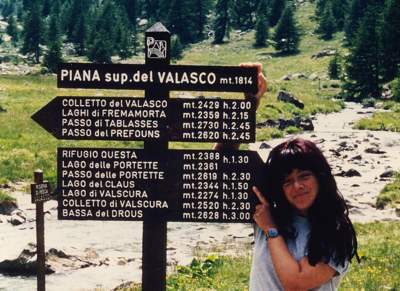 PIANA SUP. DEL VALASCO mt. 1814
COLLETTO del VALASCO mt. 2429 h. 2.00
LAGHI di FREMAMORTA mt. 2359 h. 2.15
PASSO di TABLASSES mt. 2730 h. 2.45
PASSO del PREFOUNS mt. 2620 h. 2.45
RIFUGIO QUESTA mt. 2388 h. 1.30
LAGO delle PORTETTE mt. 2361 h. 1.30
PASSO delle PORTETTE mt. 2619 h. 2.30
LAGO del CLAUS mt. 2344 h. 1.50
LAGO di VALSCURA mt. 2274 h. 1.30
COLLETTO di VALSCURA mt. 2520 h. 2.30
BASSA del DROUS mt. 2628 h. 3.00